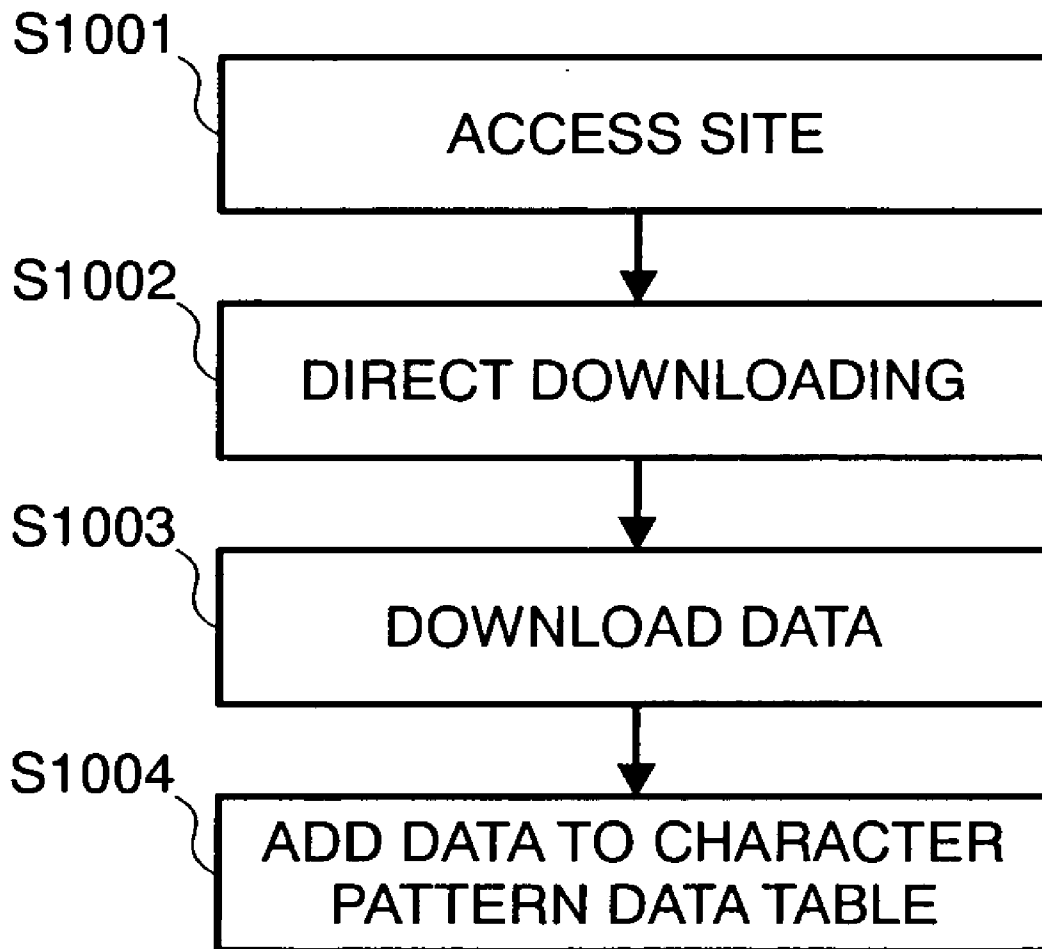 S1001
ACCESS SITE
S1002
DIRECT DOWNLOADING
S1003
DOWNLOAD DATA
S1004
ADD DATA TO CHARACTER
PATTERN DATA TABLE